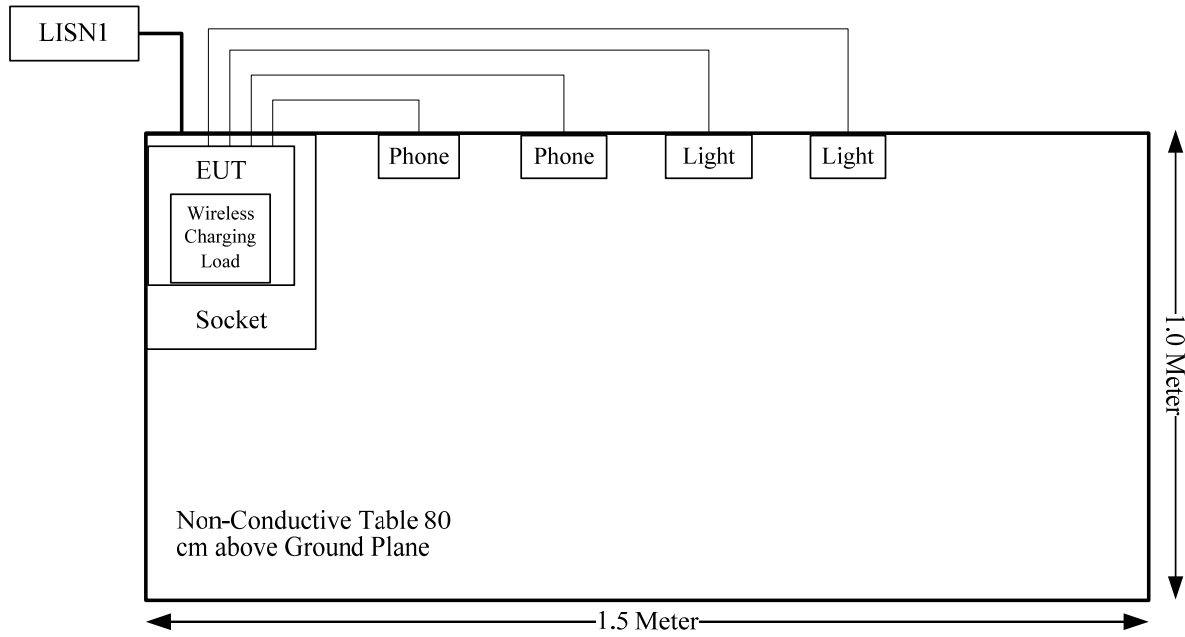 LISN1
EUT
Phone
Phone
Light
Light
Wireless
Charging
Load
Socket
1.0 Meter
Non-Conductive Table 80
cm above Ground Plane
1.5 Meter